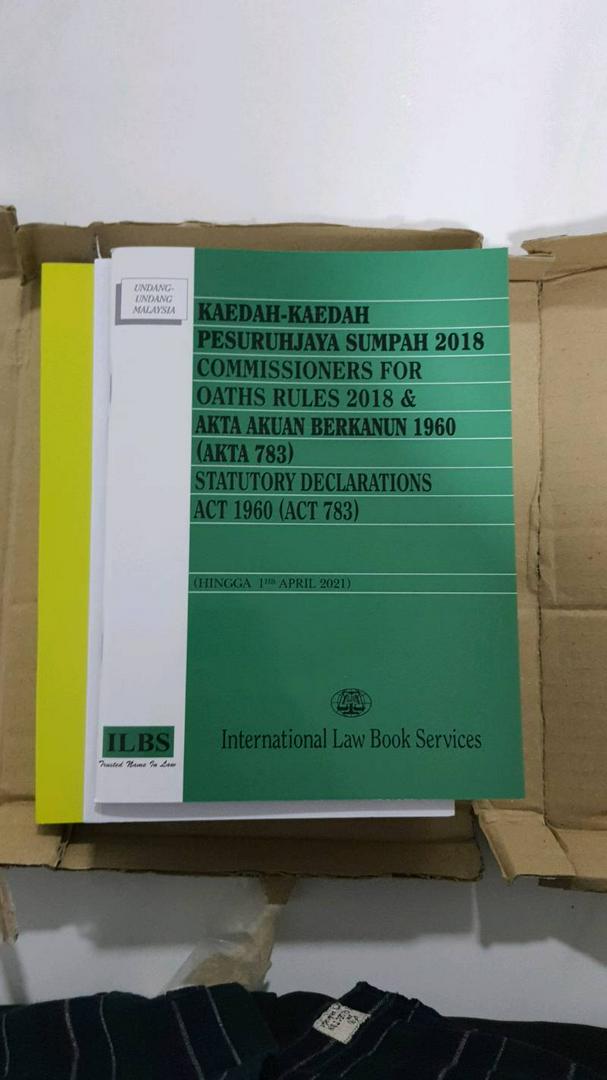 UNDANG-
UNDANG
MALAYSIA
KAEDAH-KAEDAH
PESURUHJAYA SUMPAH 2018
COMMISSIONERS FOR
OATHS RULES 2018 &
AKTA AKUAN BERKANUN 1960
(AKTA 783)
STATUTORY DECLARATIONS
ACT 1960 (ACT 783)
(HINGGA 1HB APRIL 2021)
International Law Book Services
ILBS
Trusted Name In Law